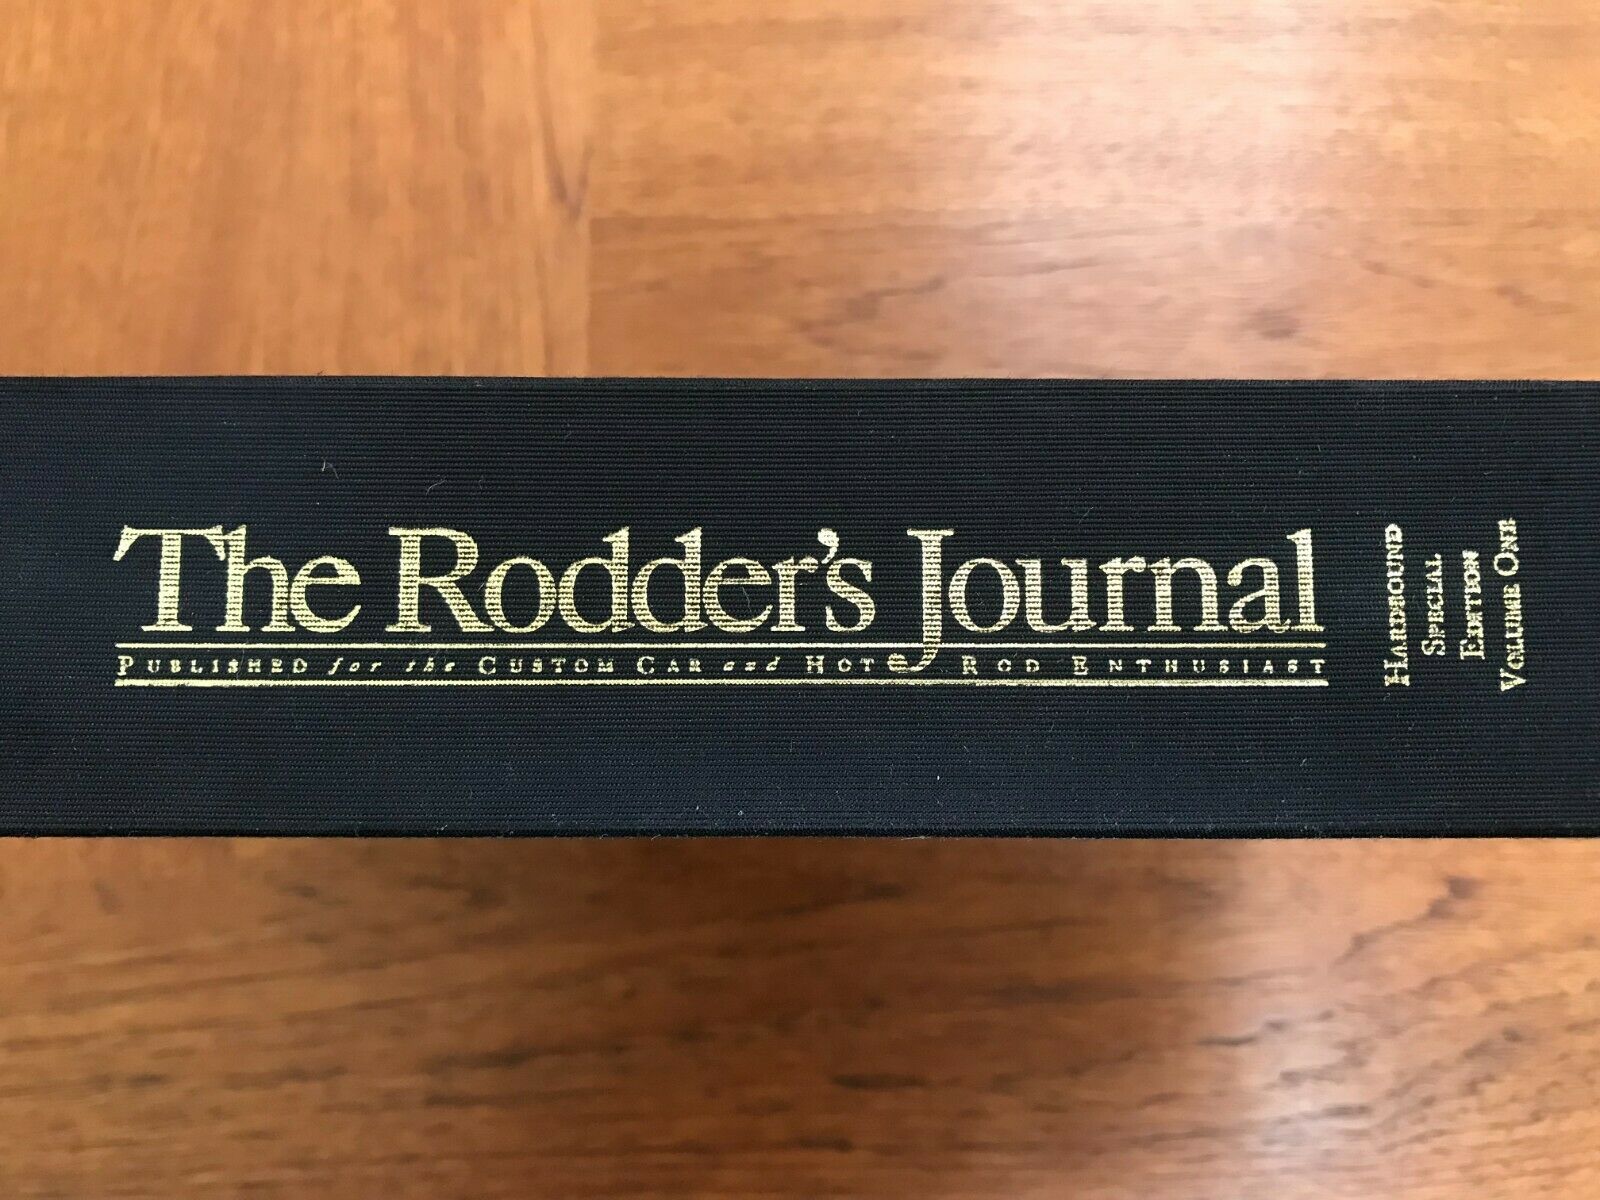 The Rodder's Journal
PUBLISHED for the CUSTOM CAR and HOT ROD ENTHUSIAST
HARDBOUND
SPECIAL
EDITION
VOLUME ONE